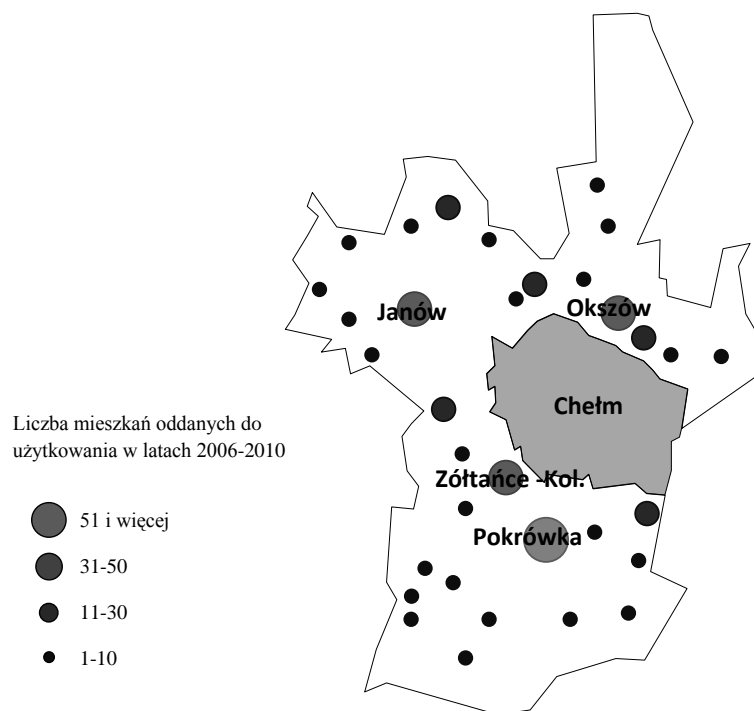 Janów
Okszów
Chełm
Liczba mieszkań oddanych do
użytkowania w latach 2006-2010
Zółtańce -Kol.
51 i więcej
Pokrówka
31-50
11-30
1-10